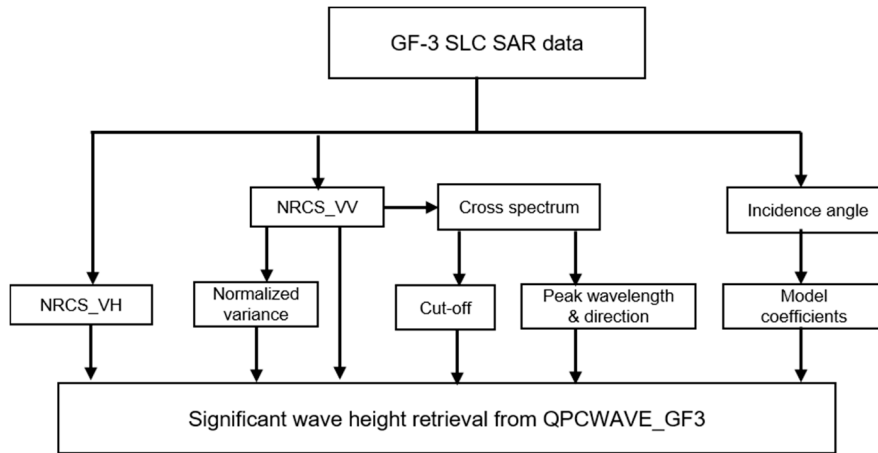 GF-3 SLC SAR data
NRCS_VV
Cross spectrum
Incidence angle
NRCS_VH
Normalized
variance
Cut-off
Peak wavelength
& direction
Model
coefficients
Significant wave height retrieval from QPCWAVE_GF3